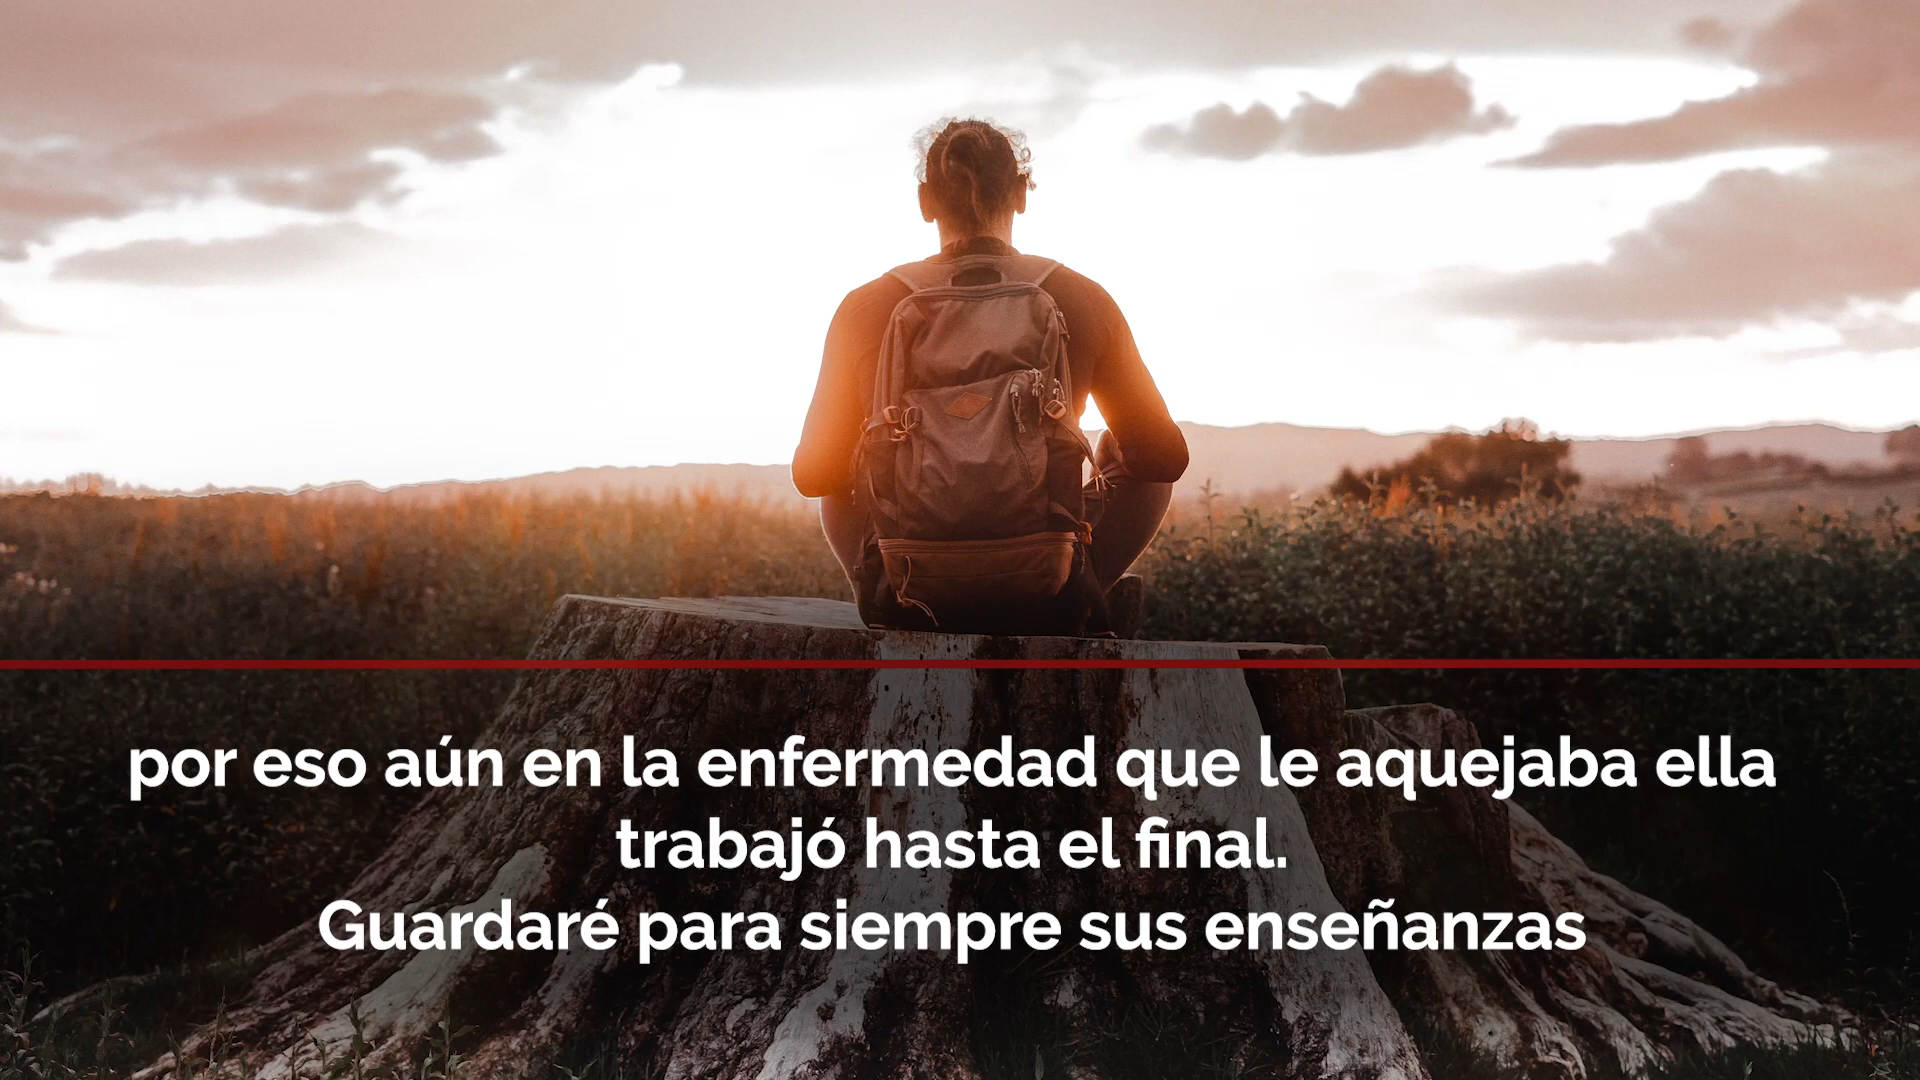 por eso aún en la enfermedad que le aquejaba ella
trabajó hasta el final.
Guardaré para siempre sus enseñanzas